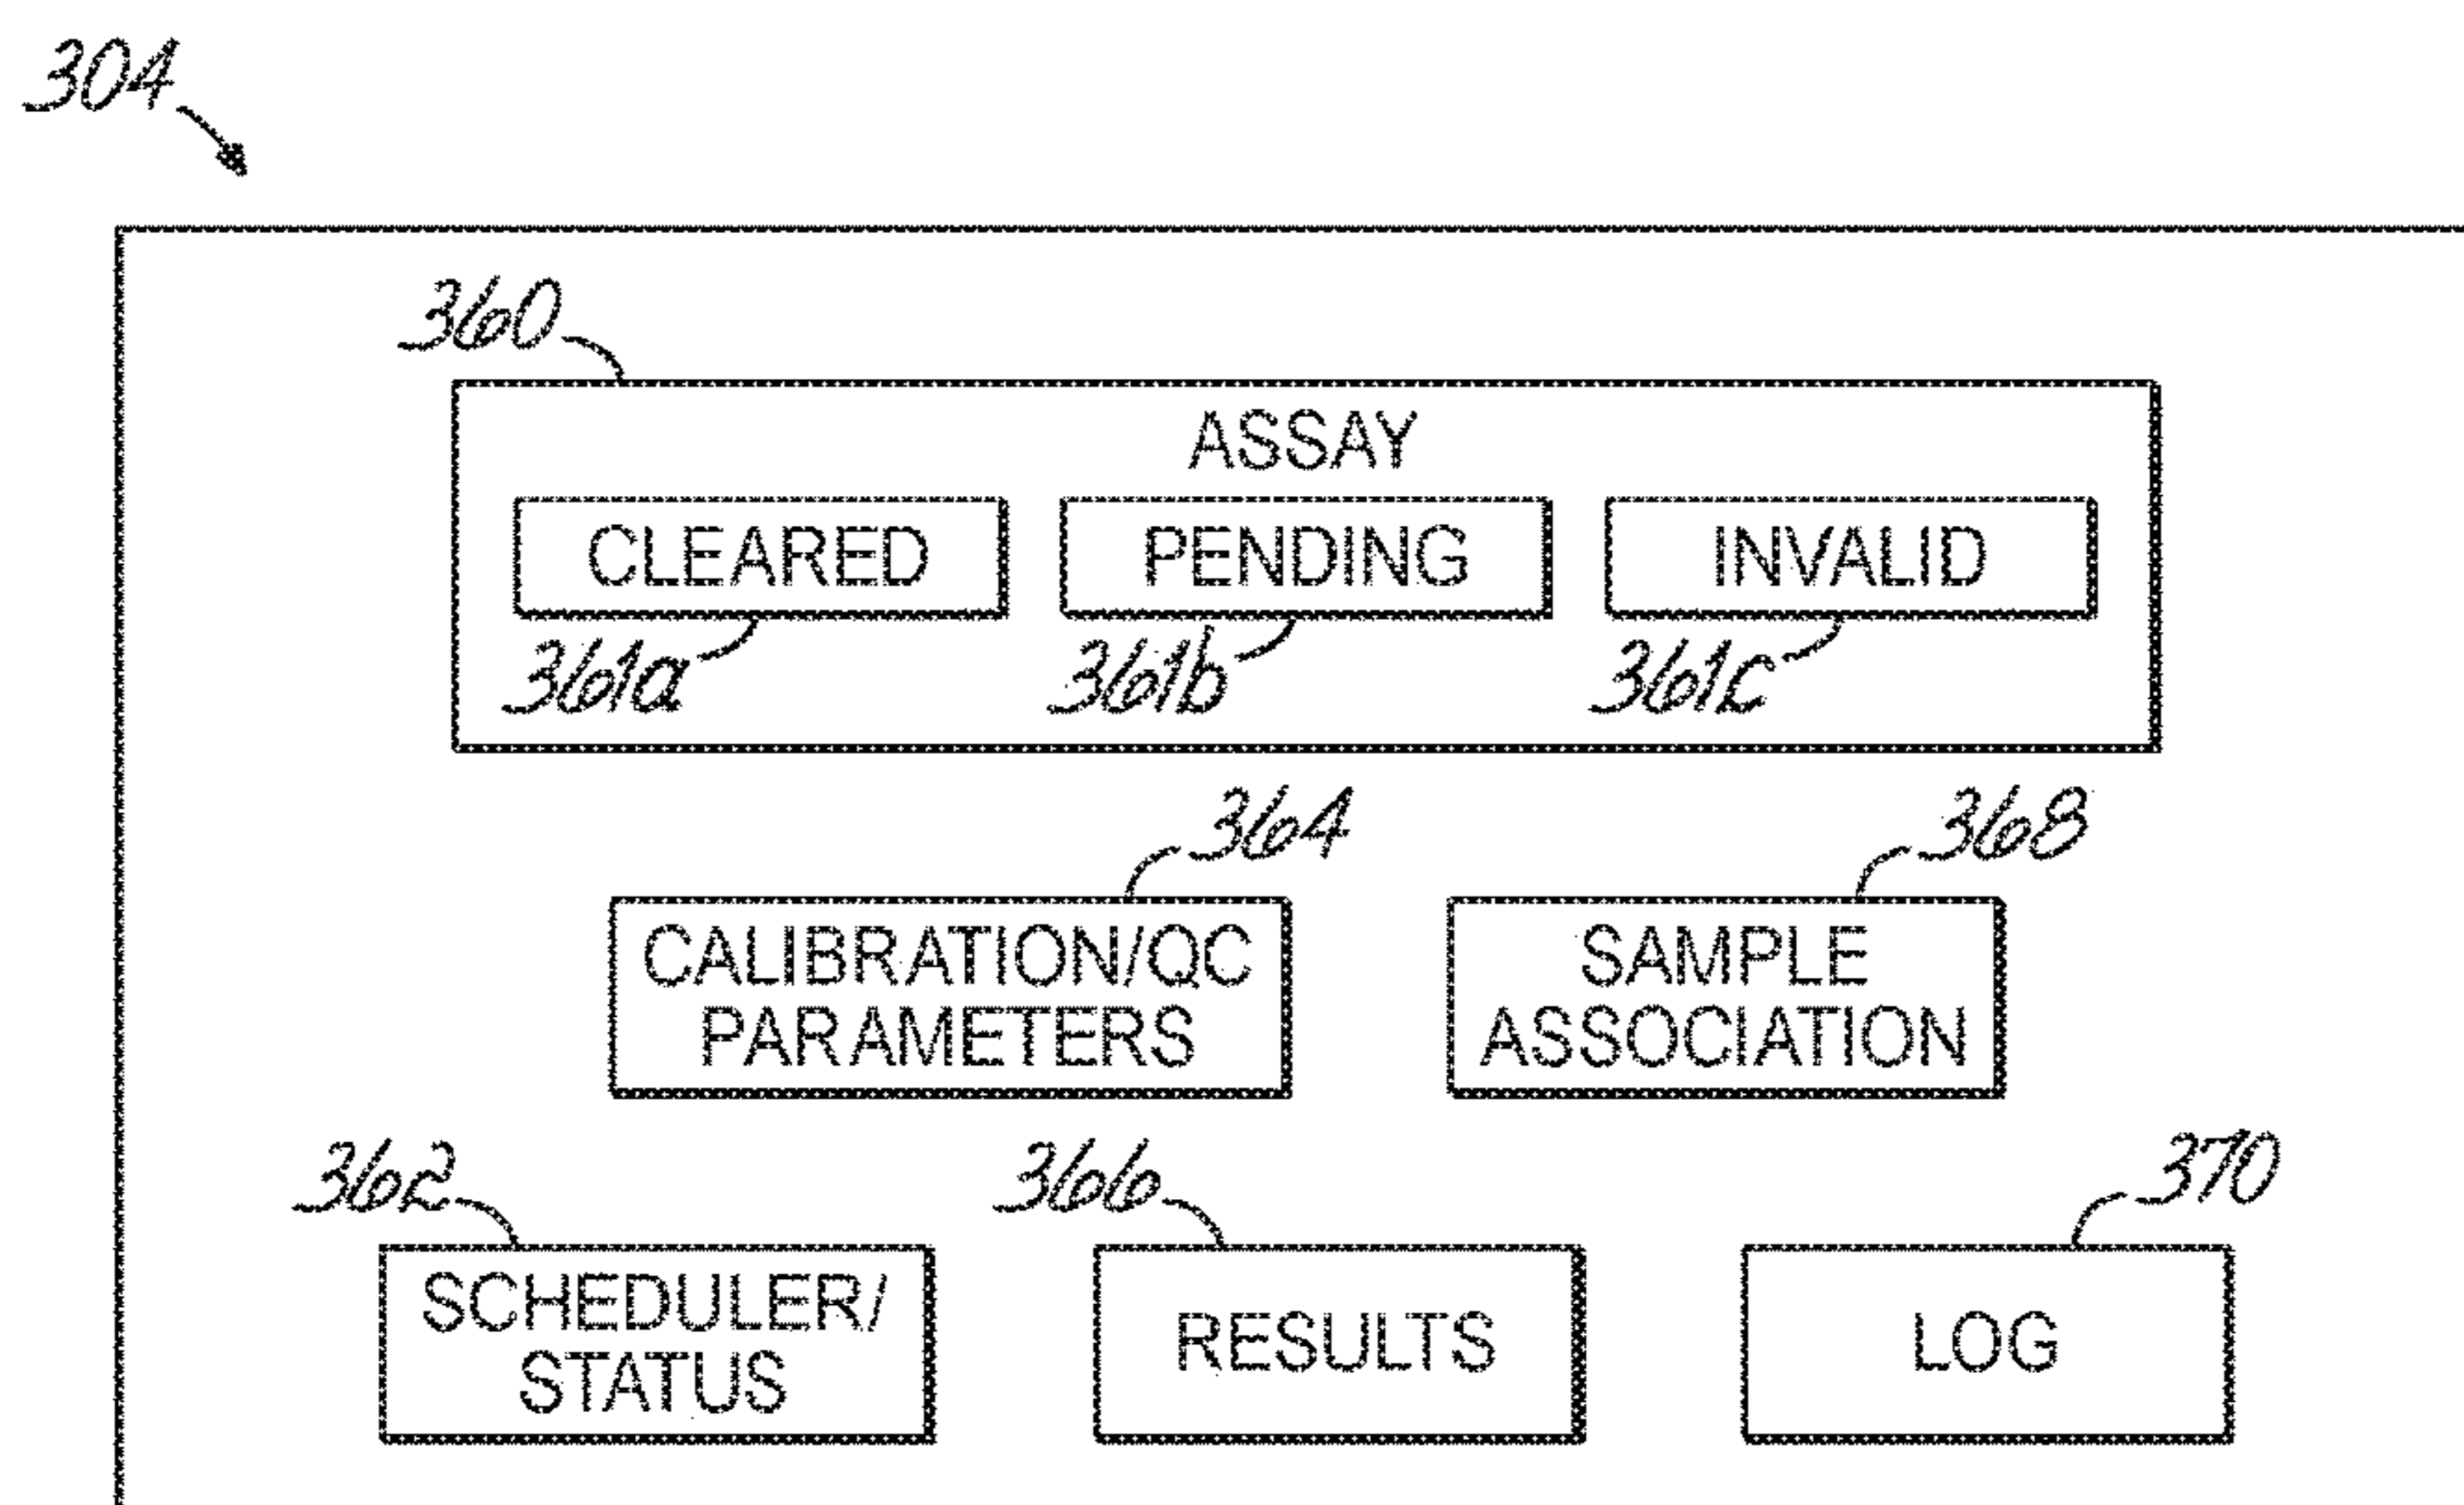 304
360
ASSAY
CLEARED PENDING INVALID
361a 361b 361c
364 368
CALIBRATION/QC
PARAMETERS
SAMPLE
ASSOCIATION
362 366 370
SCHEDULER/
STATUS
RESULTS
LOG